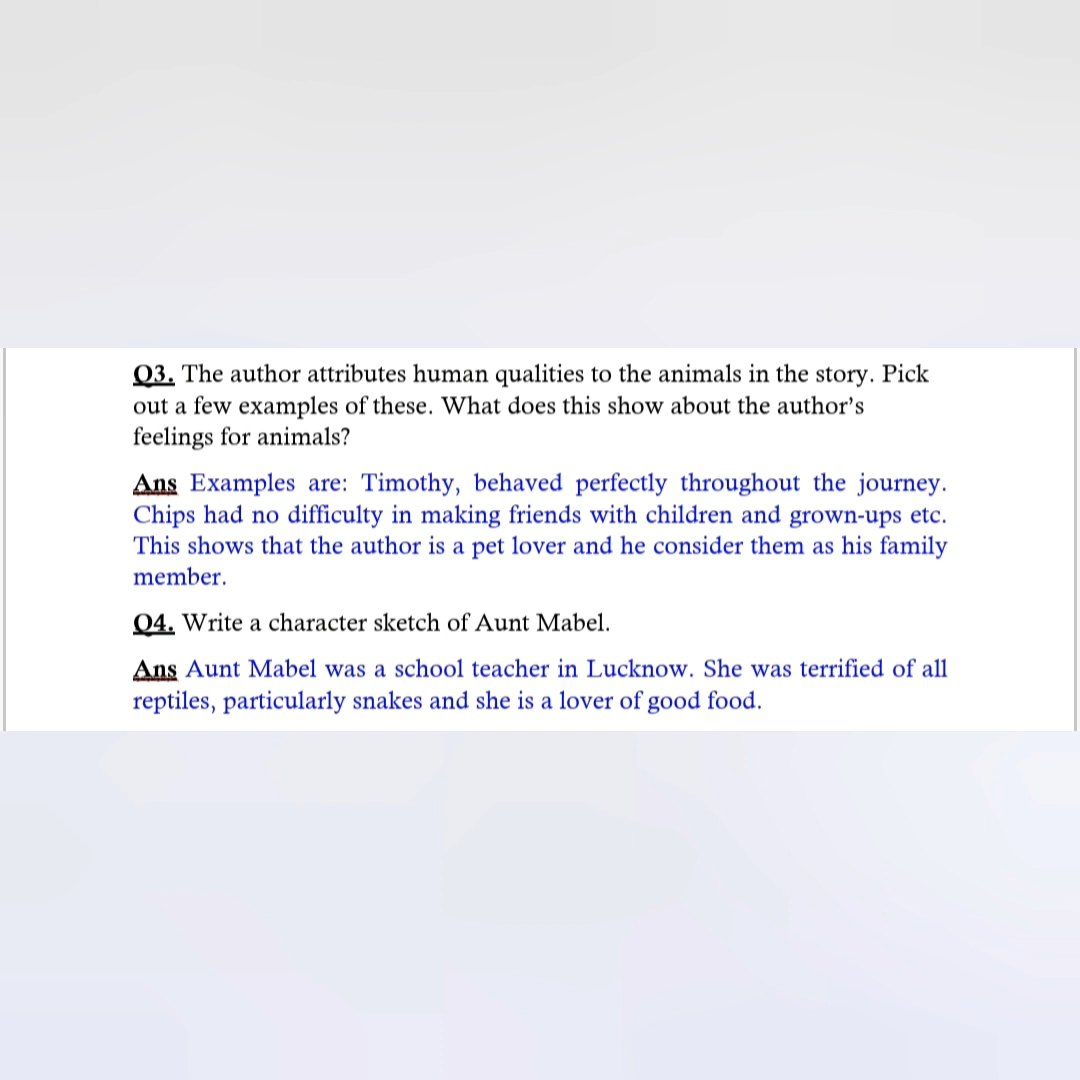 Q3. The author attributes human qualities to the animals in the story. Pick
out a few examples of these. What does this show about the author’s
feelings for animals?
Ans Examples are: Timothy, behaved perfectly throughout the journey.
Chips had no difficulty in making friends with children and grown-ups etc.
This shows that the author is a pet lover and he consider them as his family
member.
Q4. Write a character sketch of Aunt Mabel.
Ans Aunt Mabel was a school teacher in Lucknow. She was terrified of all
reptiles, particularly snakes and she is a lover of good food.